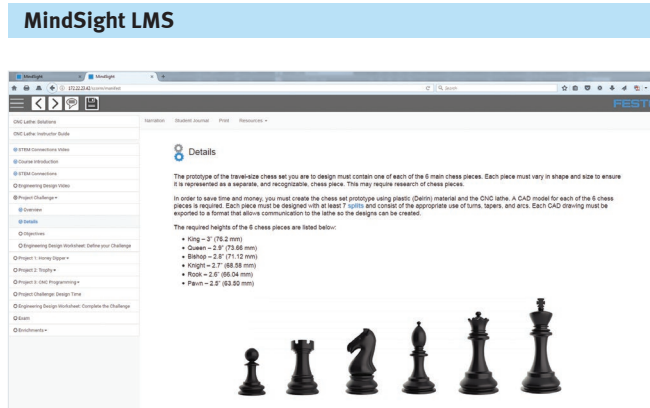 MindSight LMS
MindSight
MindSight
172.22.23.42/scorm/manifest
Search
FESTO
CNC Lathe: Solutions
CNC Lathe: Instructor Guide
STEM Connections Video
Course Introduction
STEM Connections
Engineering Design Video
Project Challenge
Overview
Details
Objectives
Engineering Design Worksheet: Define your Challenge
Project 1: Honey Dipper
Project 2: Trophy
Project 3: CNC Programming
Project Challenge: Design Time
Engineering Design Worksheet: Complete the Challenge
Exam
Enrichments
Narration Student Journal Print Resources
Details
The prototype of the travel-size chess set you are to design must contain one of each of the 6 main chess pieces. Each piece must vary in shape and size to ensure
it is represented as a separate, and recognizable, chess piece. This may require research of chess pieces.
In order to save time and money, you must create the chess set prototype using plastic (Delrin) material and the CNC lathe. A CAD model for each of the 6 chess
pieces is required. Each piece must be designed with at least 7 splits and consist of the appropriate use of turns, tapers, and arcs. Each CAD drawing must be
exported to a format that allows communication to the lathe so the designs can be created.
The required heights of the 6 chess pieces are listed below:
King – 3" (76.2 mm)
Queen – 2.9" (73.66 mm)
Bishop – 2.8" (71.12 mm)
Knight – 2.7" (68.58 mm)
Rook – 2.6" (66.04 mm)
Pawn – 2.5" (63.50 mm)